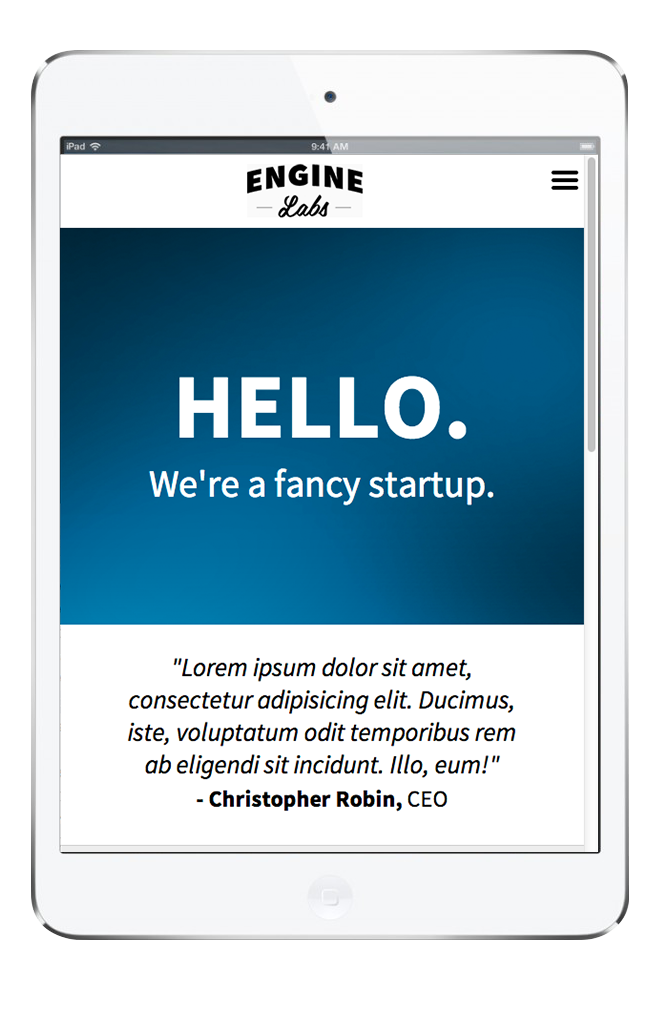 iPad 9:41 AM
ENGINE
Labs
HELLO.
We're a fancy startup.
"Lorem ipsum dolor sit amet,
consectetur adipisicing elit. Ducimus,
iste, voluptatum odit temporibus rem
ab eligendi sit incidunt. Illo, eum!"
- Christopher Robin, CEO